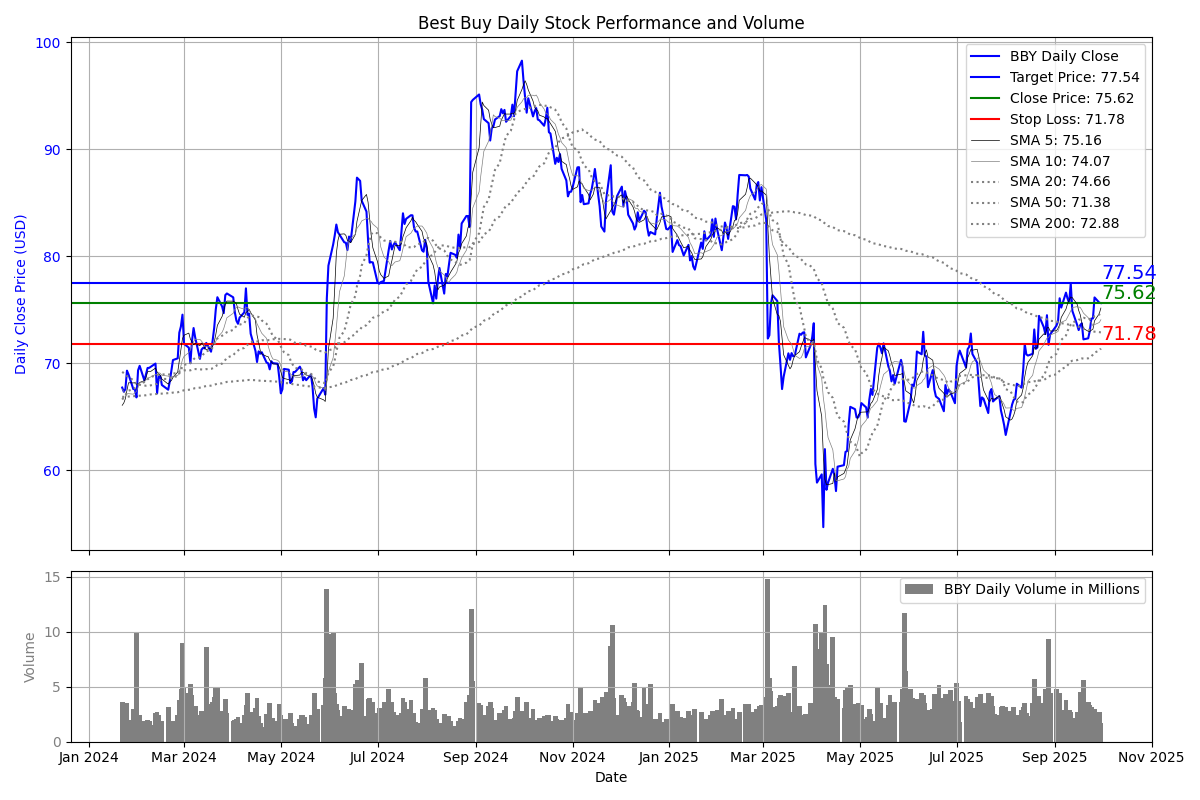 Best Buy Daily Stock Performance and Volume
100
90
80
70
60
Daily Close Price (USD)
BBY Daily Close
Target Price: 77.54
Close Price: 75.62
Stop Loss: 71.78
SMA 5: 75.16
SMA 10: 74.07
SMA 20: 74.66
SMA 50: 71.38
SMA 200: 72.88
77.54
75.62
71.78
15
10
5
0
Volume
BBY Daily Volume in Millions
Jan 2024 Mar 2024 May 2024 Jul 2024 Sep 2024 Nov 2024 Jan 2025 Mar 2025 May 2025 Jul 2025 Sep 2025 Nov 2025
Date